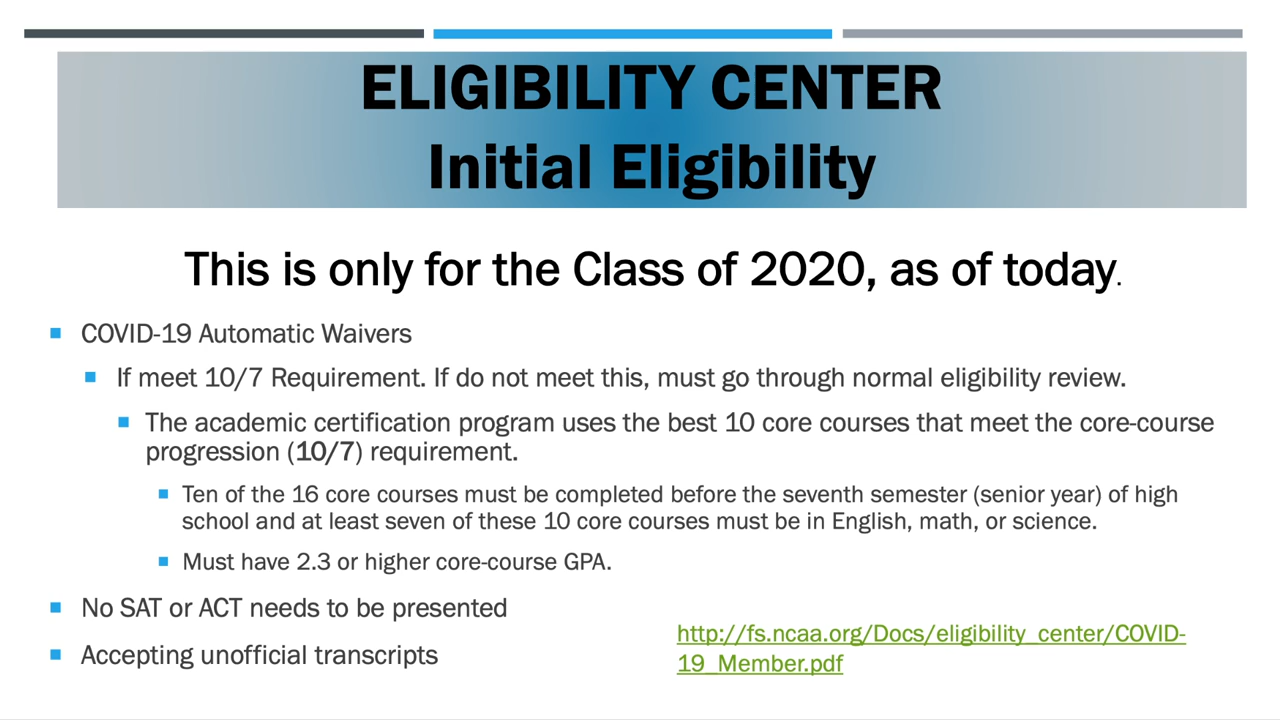 ELIGIBILITY CENTER
Initial Eligibility
This is only for the Class of 2020, as of today.
COVID-19 Automatic Waivers
If meet 10/7 Requirement. If do not meet this, must go through normal eligibility review.
The academic certification program uses the best 10 core courses that meet the core-course
progression (10/7) requirement.
Ten of the 16 core courses must be completed before the seventh semester (senior year) of high
school and at least seven of these 10 core courses must be in English, math, or science.
Must have 2.3 or higher core-course GPA.
No SAT or ACT needs to be presented
Accepting unofficial transcripts
http://fs.ncaa.org/Docs/eligibility_center/COVID-
19_Member.pdf